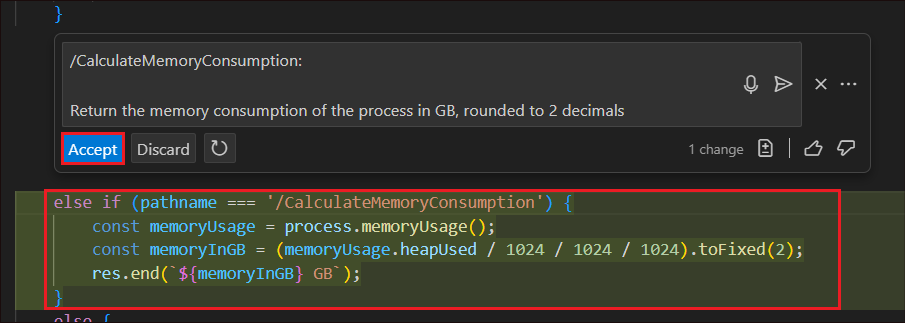 }
/CalculateMemoryConsumption:
Return the memory consumption of the process in GB, rounded to 2 decimals
Accept Discard 1 change
else if (pathname === '/CalculateMemoryConsumption') {
const memoryUsage = process.memoryUsage();
const memoryInGB = (memoryUsage.heapUsed / 1024 / 1024 / 1024).toFixed(2);
res.end(`${memoryInGB} GB`);
}
else {